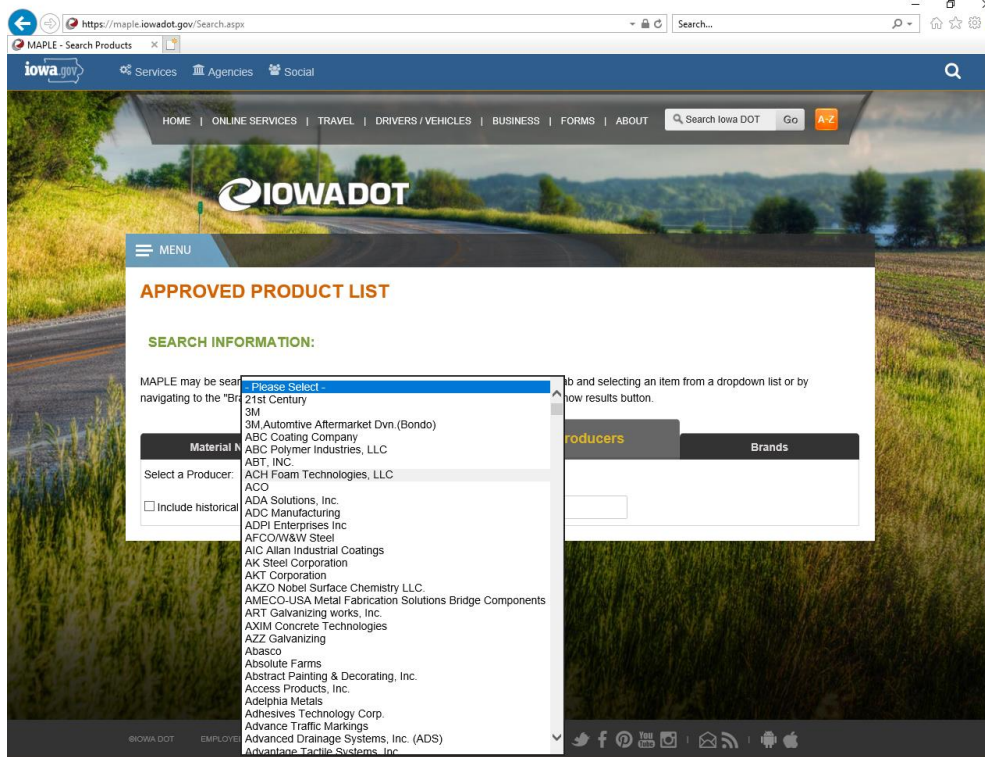 https://maple.iowadot.gov/Search.aspx
Search...
MAPLE - Search Products
iowa.gov
Services
Agencies
Social
HOME | ONLINE SERVICES | TRAVEL | DRIVERS / VEHICLES | BUSINESS | FORMS | ABOUT
Search Iowa DOT
Go
A-Z
IOWADOT
MENU
APPROVED PRODUCT LIST
SEARCH INFORMATION:
MAPLE may be
and selecting an item from a dropdown list or by
navigating to the
results button.
Material
Brands
Select a Producer:
Include historical
- Please Select -
21st Century
3M
3M,Automtive Aftermarket Dvn.(Bondo)
ABC Coating Company
ABC Polymer Industries, LLC
ABT, INC.
ACH Foam Technologies, LLC
ACO
ADA Solutions, Inc.
ADC Manufacturing
ADPI Enterprises Inc
AFCO/W&W Steel
AIC Allan Industrial Coatings
AK Steel Corporation
AKT Corporation
AKZO Nobel Surface Chemistry LLC.
AMECO-USA Metal Fabrication Solutions Bridge Components
ART Galvanizing works, Inc.
AXIM Concrete Technologies
AZZ Galvanizing
Abasco
Absolute Farms
Abstract Painting & Decorating, Inc.
Access Products, Inc.
Adelphia Metals
Adhesives Technology Corp.
Advance Traffic Markings
Advanced Drainage Systems, Inc. (ADS)
Advantage Tactile Systems, Inc.
©IOWA DOT
You Tube